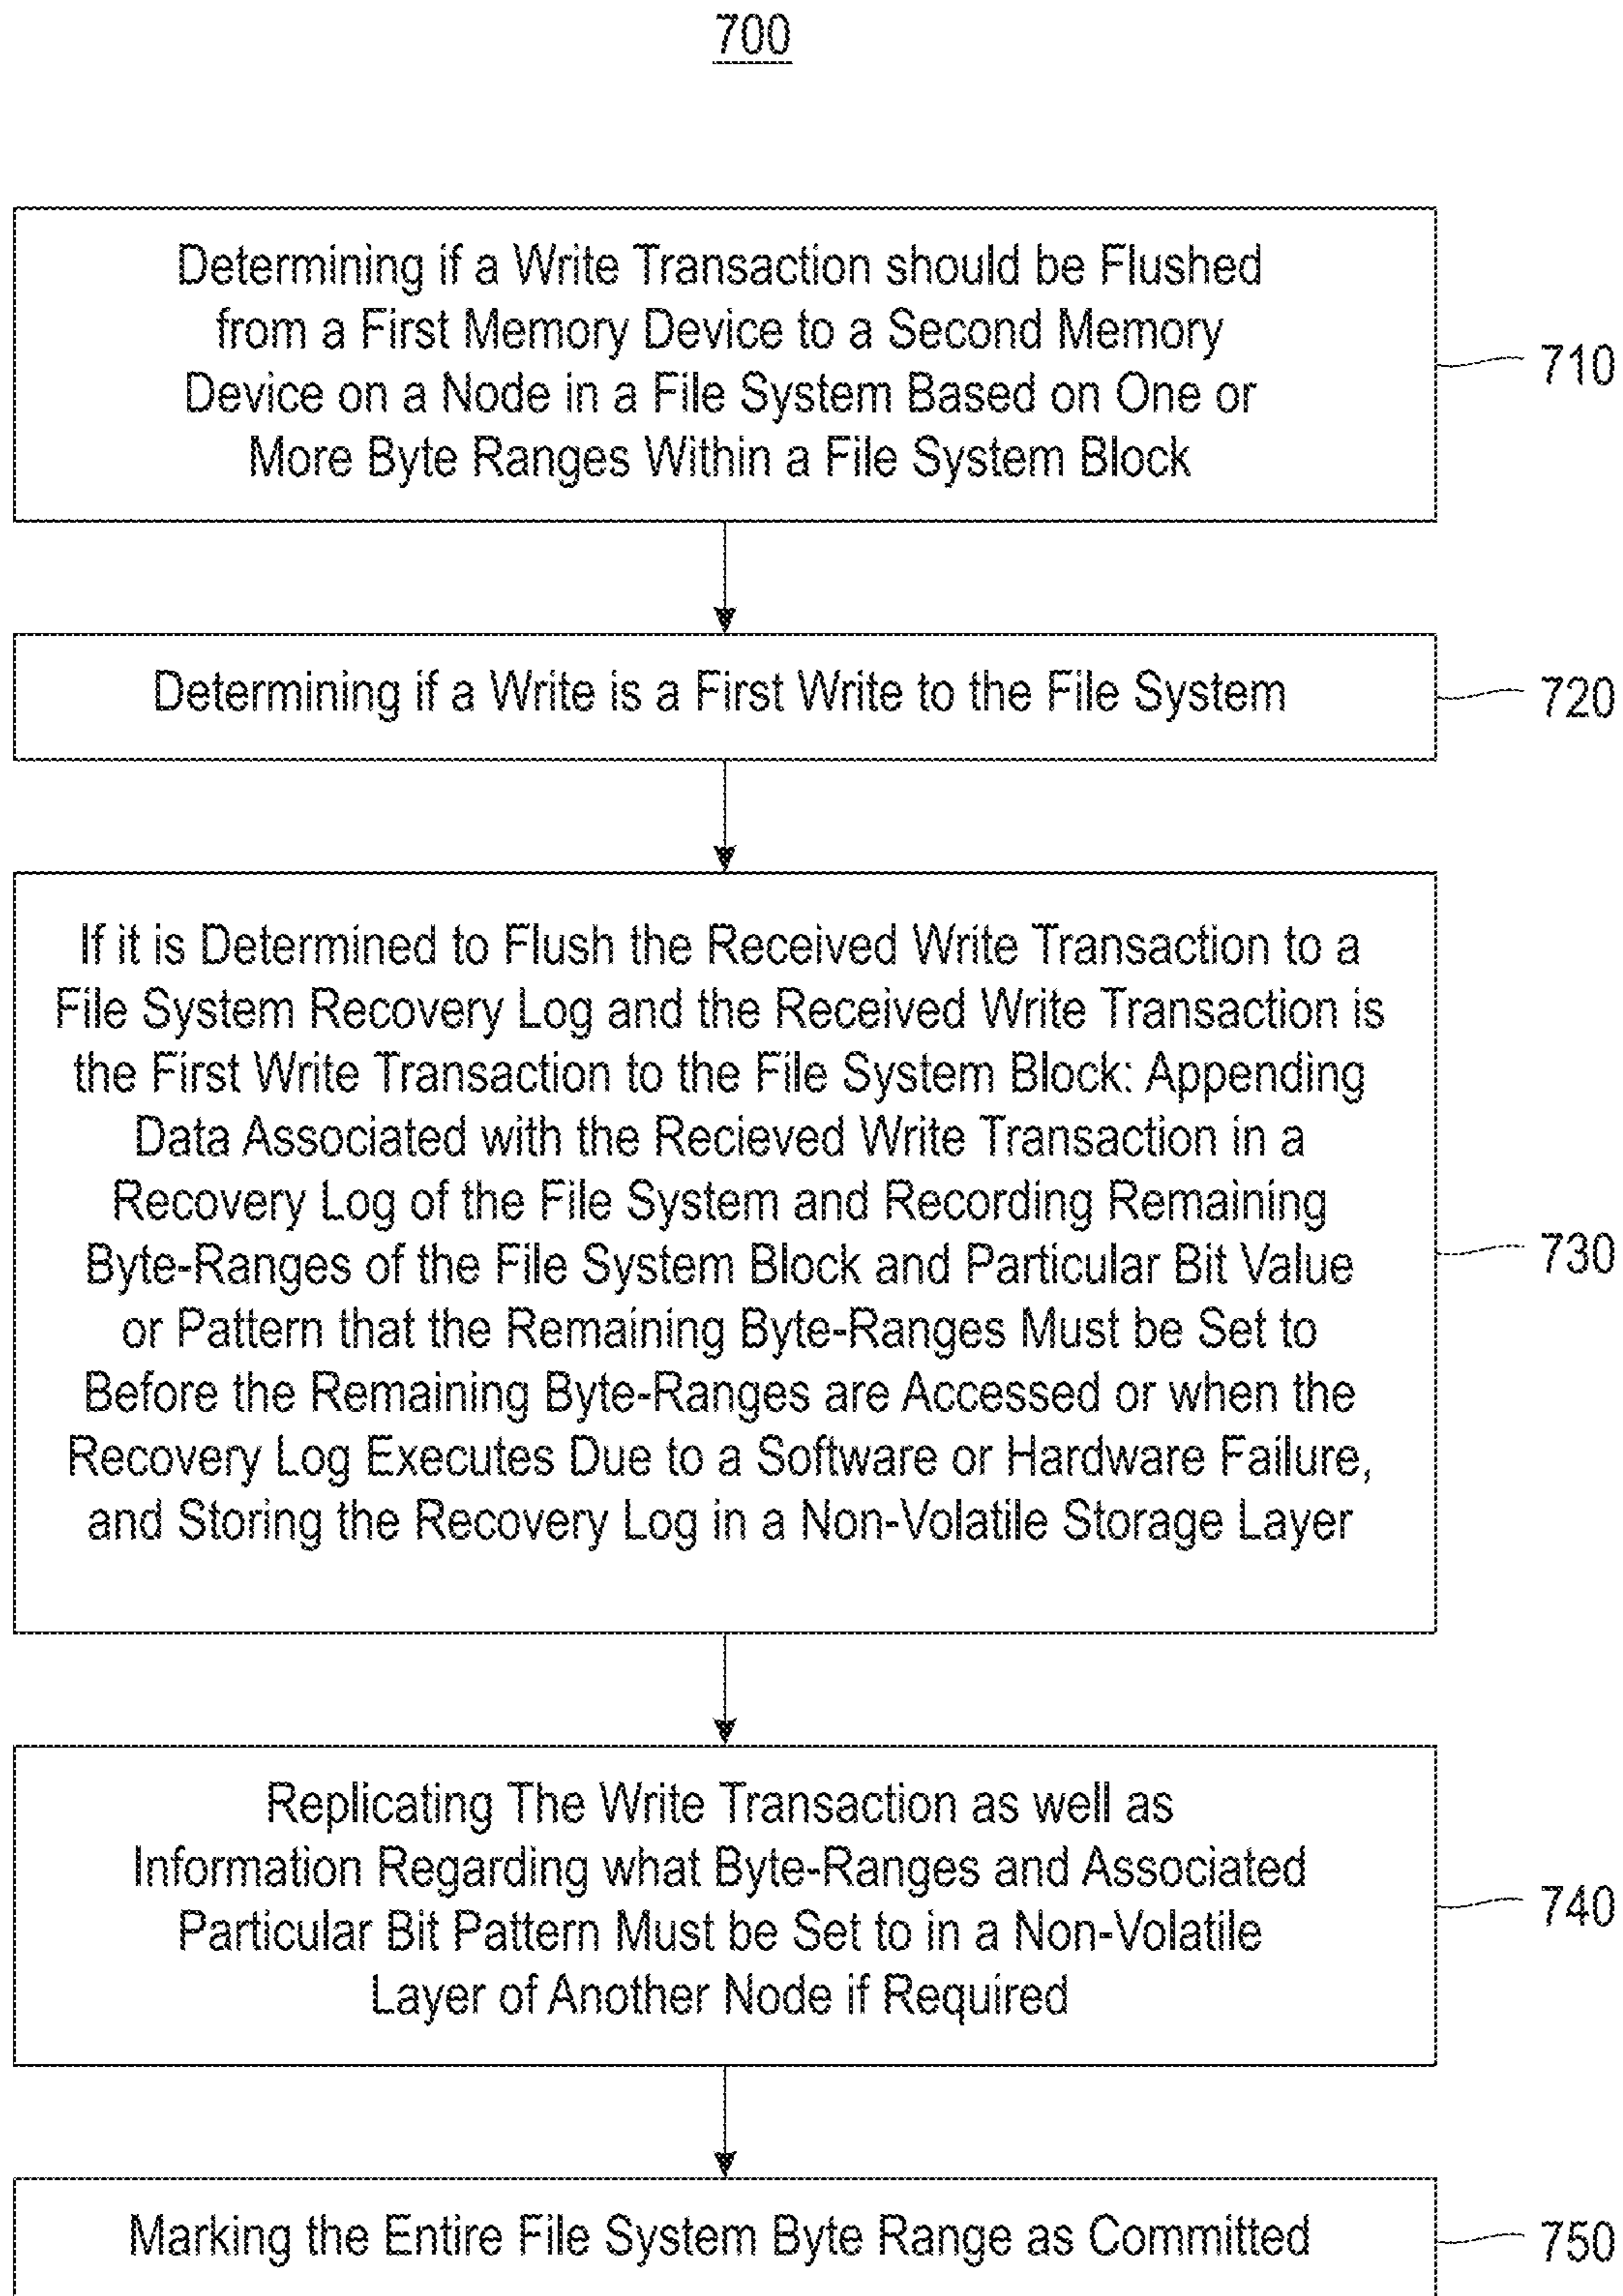 700
Determining if a Write Transaction should be Flushed
from a First Memory Device to a Second Memory
Device on a Node in a File System Based on One or
More Byte Ranges Within a File System Block
710
Determining if a Write is a First Write to the File System
720
If it is Determined to Flush the Received Write Transaction to a
File System Recovery Log and the Received Write Transaction is
the First Write Transaction to the File System Block: Appending
Data Associated with the Recieved Write Transaction in a
Recovery Log of the File System and Recording Remaining
Byte-Ranges of the File System Block and Particular Bit Value
or Pattern that the Remaining Byte-Ranges Must be Set to
Before the Remaining Byte-Ranges are Accessed or when the
Recovery Log Executes Due to a Software or Hardware Failure,
and Storing the Recovery Log in a Non-Volatile Storage Layer
730
Replicating The Write Transaction as well as
Information Regarding what Byte-Ranges and Associated
Particular Bit Pattern Must be Set to in a Non-Volatile
Layer of Another Node if Required
740
Marking the Entire File System Byte Range as Committed
750